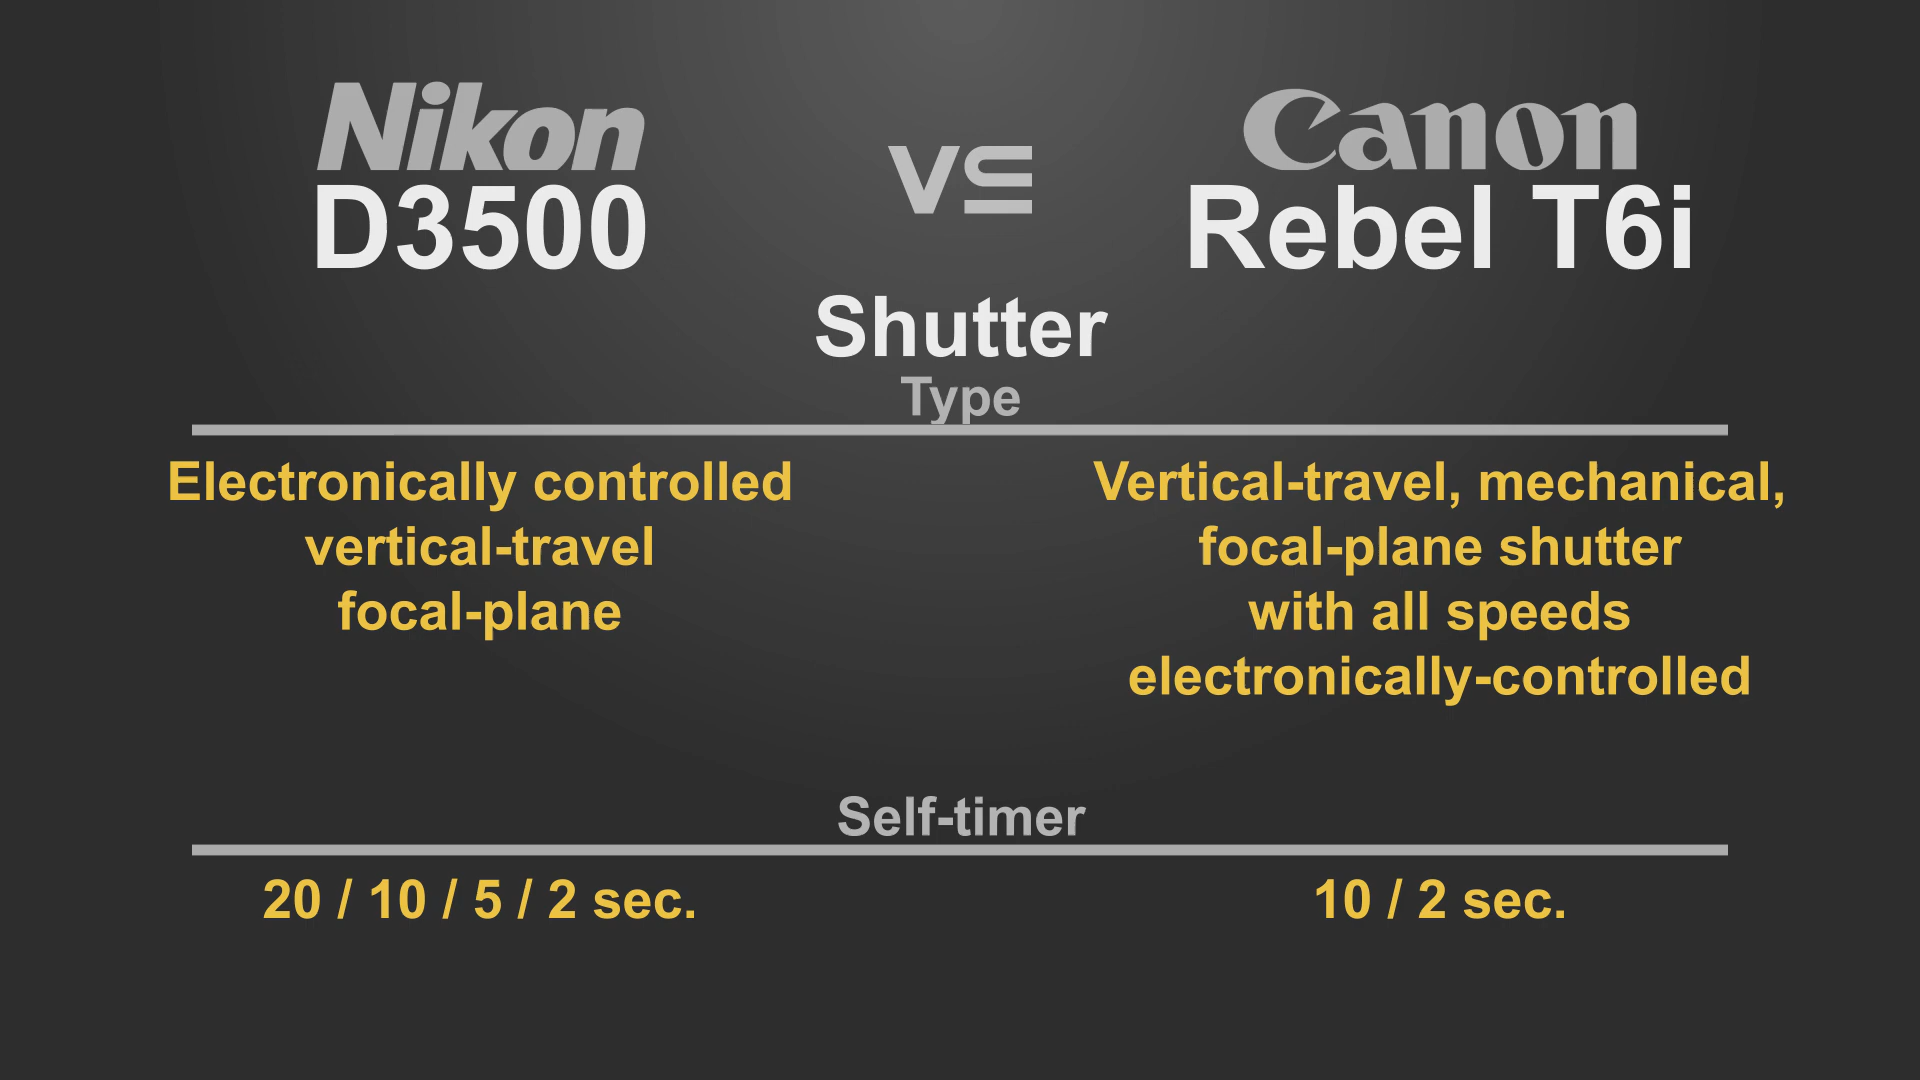 Nikon
D3500
VS
Canon
Rebel T6i
Shutter
Type
Electronically controlled
vertical-travel
focal-plane
Vertical-travel, mechanical,
focal-plane shutter
with all speeds
electronically-controlled
Self-timer
20 / 10 / 5 / 2 sec.
10 / 2 sec.